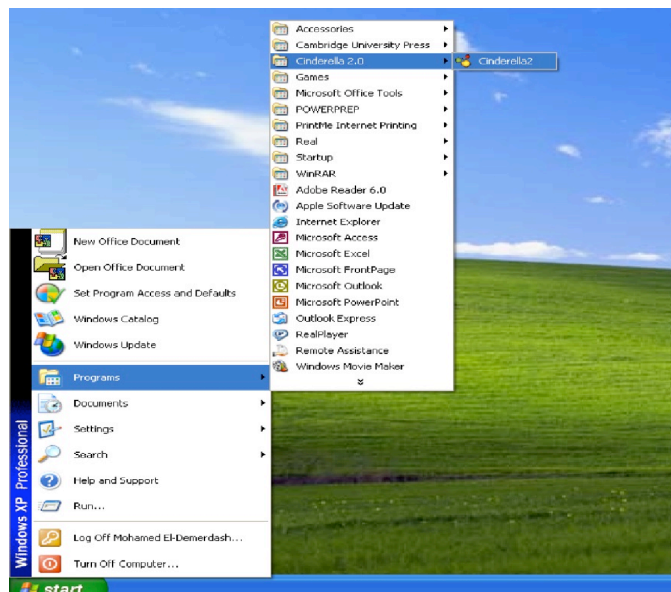 Accessories
Cambridge University Press
Cinderella 2.0
Cinderella2
Games
Microsoft Office Tools
POWERPREP
PrintMe Internet Printing
Real
Startup
WinRAR
Adobe Reader 6.0
Apple Software Update
Internet Explorer
Microsoft Access
Microsoft Excel
Microsoft FrontPage
Microsoft Outlook
Microsoft PowerPoint
Outlook Express
RealPlayer
Remote Assistance
Windows Movie Maker
New Office Document
Open Office Document
Set Program Access and Defaults
Windows Catalog
Windows Update
Programs
Documents
Settings
Search
Help and Support
Run...
Log Off Mohamed El-Demerdash...
Turn Off Computer...
Windows XP Professional
start